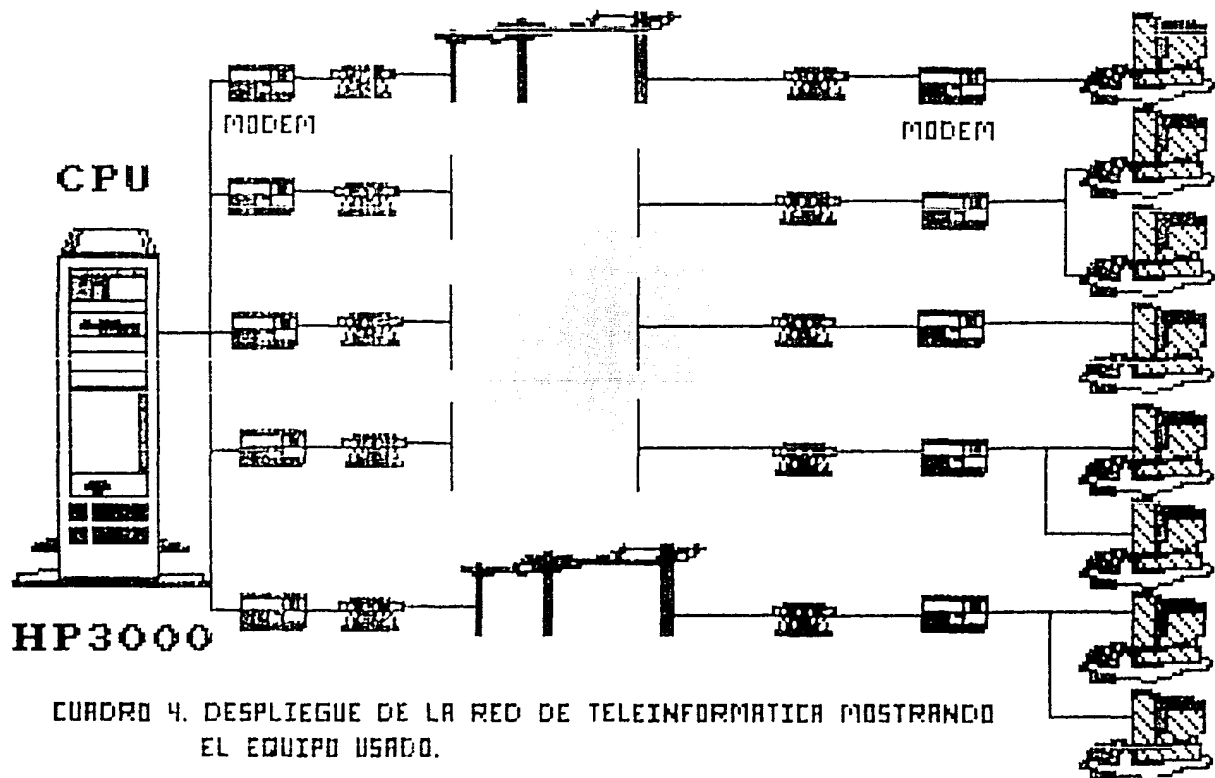 MODEM
MODEM
CPU
HP3000
CUADRO 4. DESPLIEGUE DE LA RED DE TELEINFORMATICA MOSTRANDO
EL EQUIPO USADO.